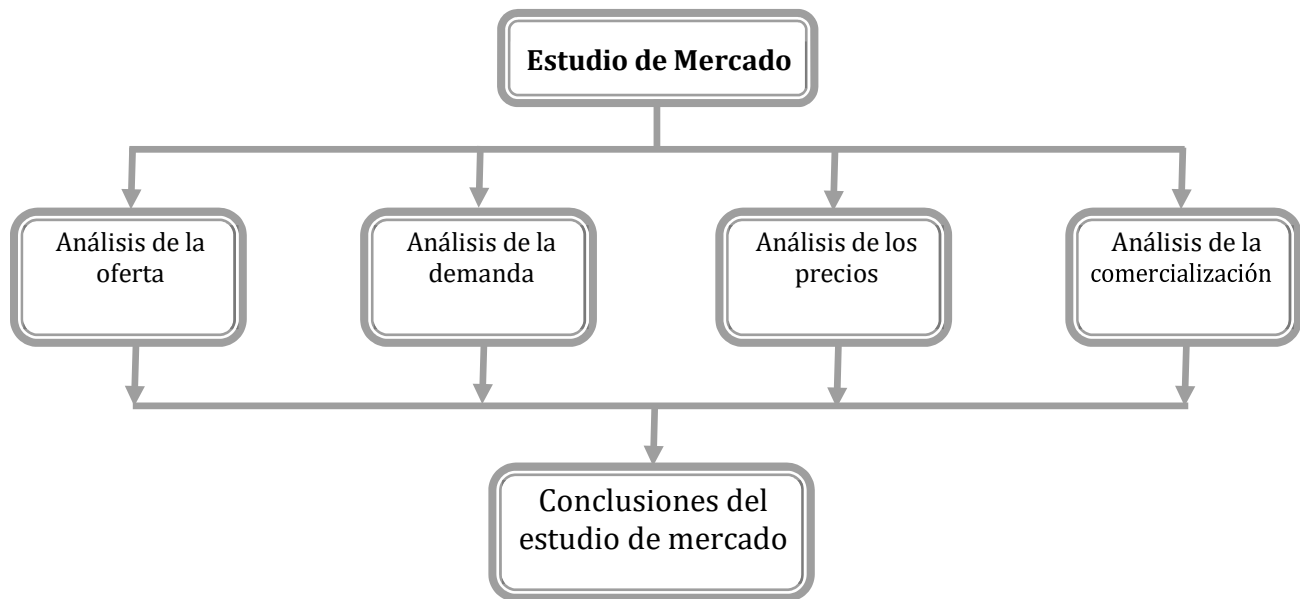 Estudio de Mercado
Análisis de la
oferta
Análisis de la
demanda
Análisis de los
precios
Análisis de la
comercialización
Conclusiones del
estudio de mercado